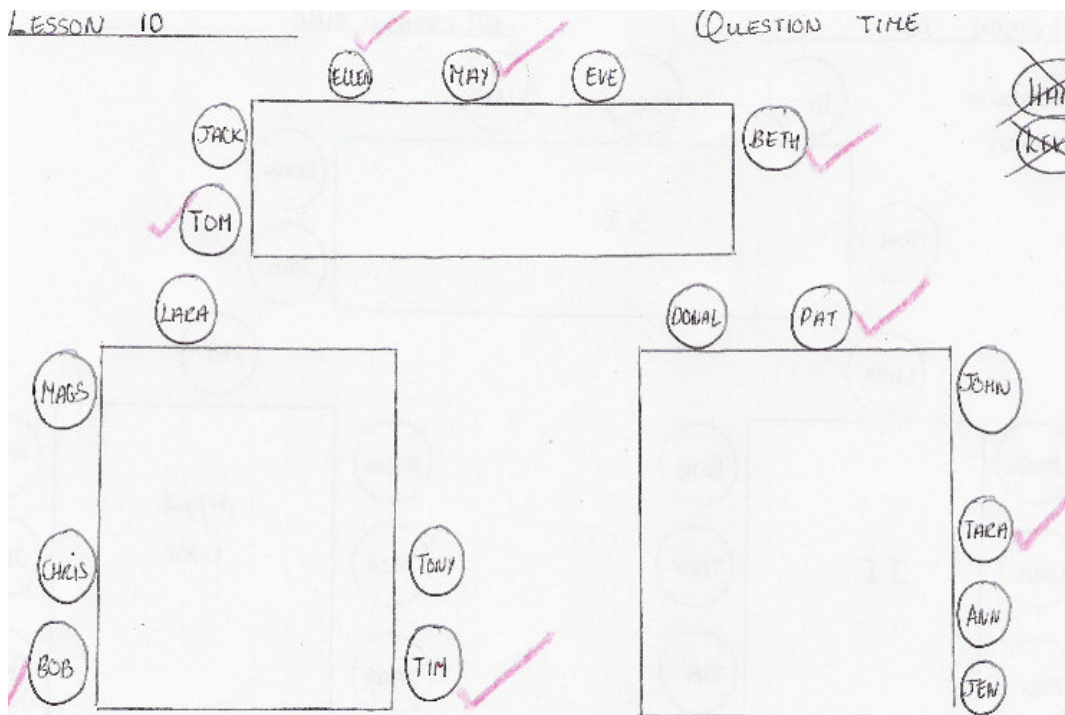 LESSON 10
QUESTION TIME
ELLEN
MAY
EVE
JACK
BETH
TOM
LARA
DONAL
PAT
MAGS
JOHN
CHRIS
TONY
TARA
ANN
BOB
TIM
JEN